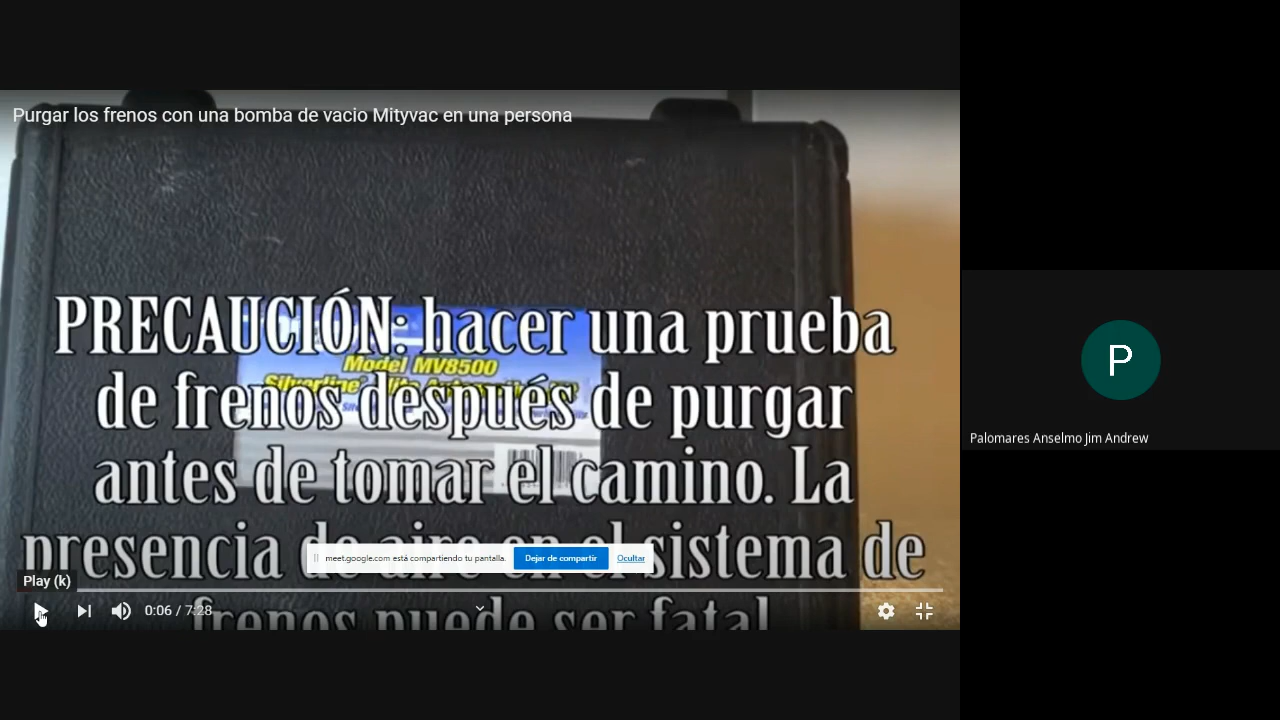 Purgar los frenos con una bomba de vacio Mityvac en una persona
PRECAUCIÓN: hacer una prueba
Model MV8500
Silverline
de frenos después de purgar
antes de tomar el camino. La
presencia de aire en el sistema de
meet.google.com está compartiendo tu pantalla.
Dejar de compartir
Ocultar
Play (k)
0:06 / 7:28
frenos puede ser fatal
P
Palomares Anselmo Jim Andrew